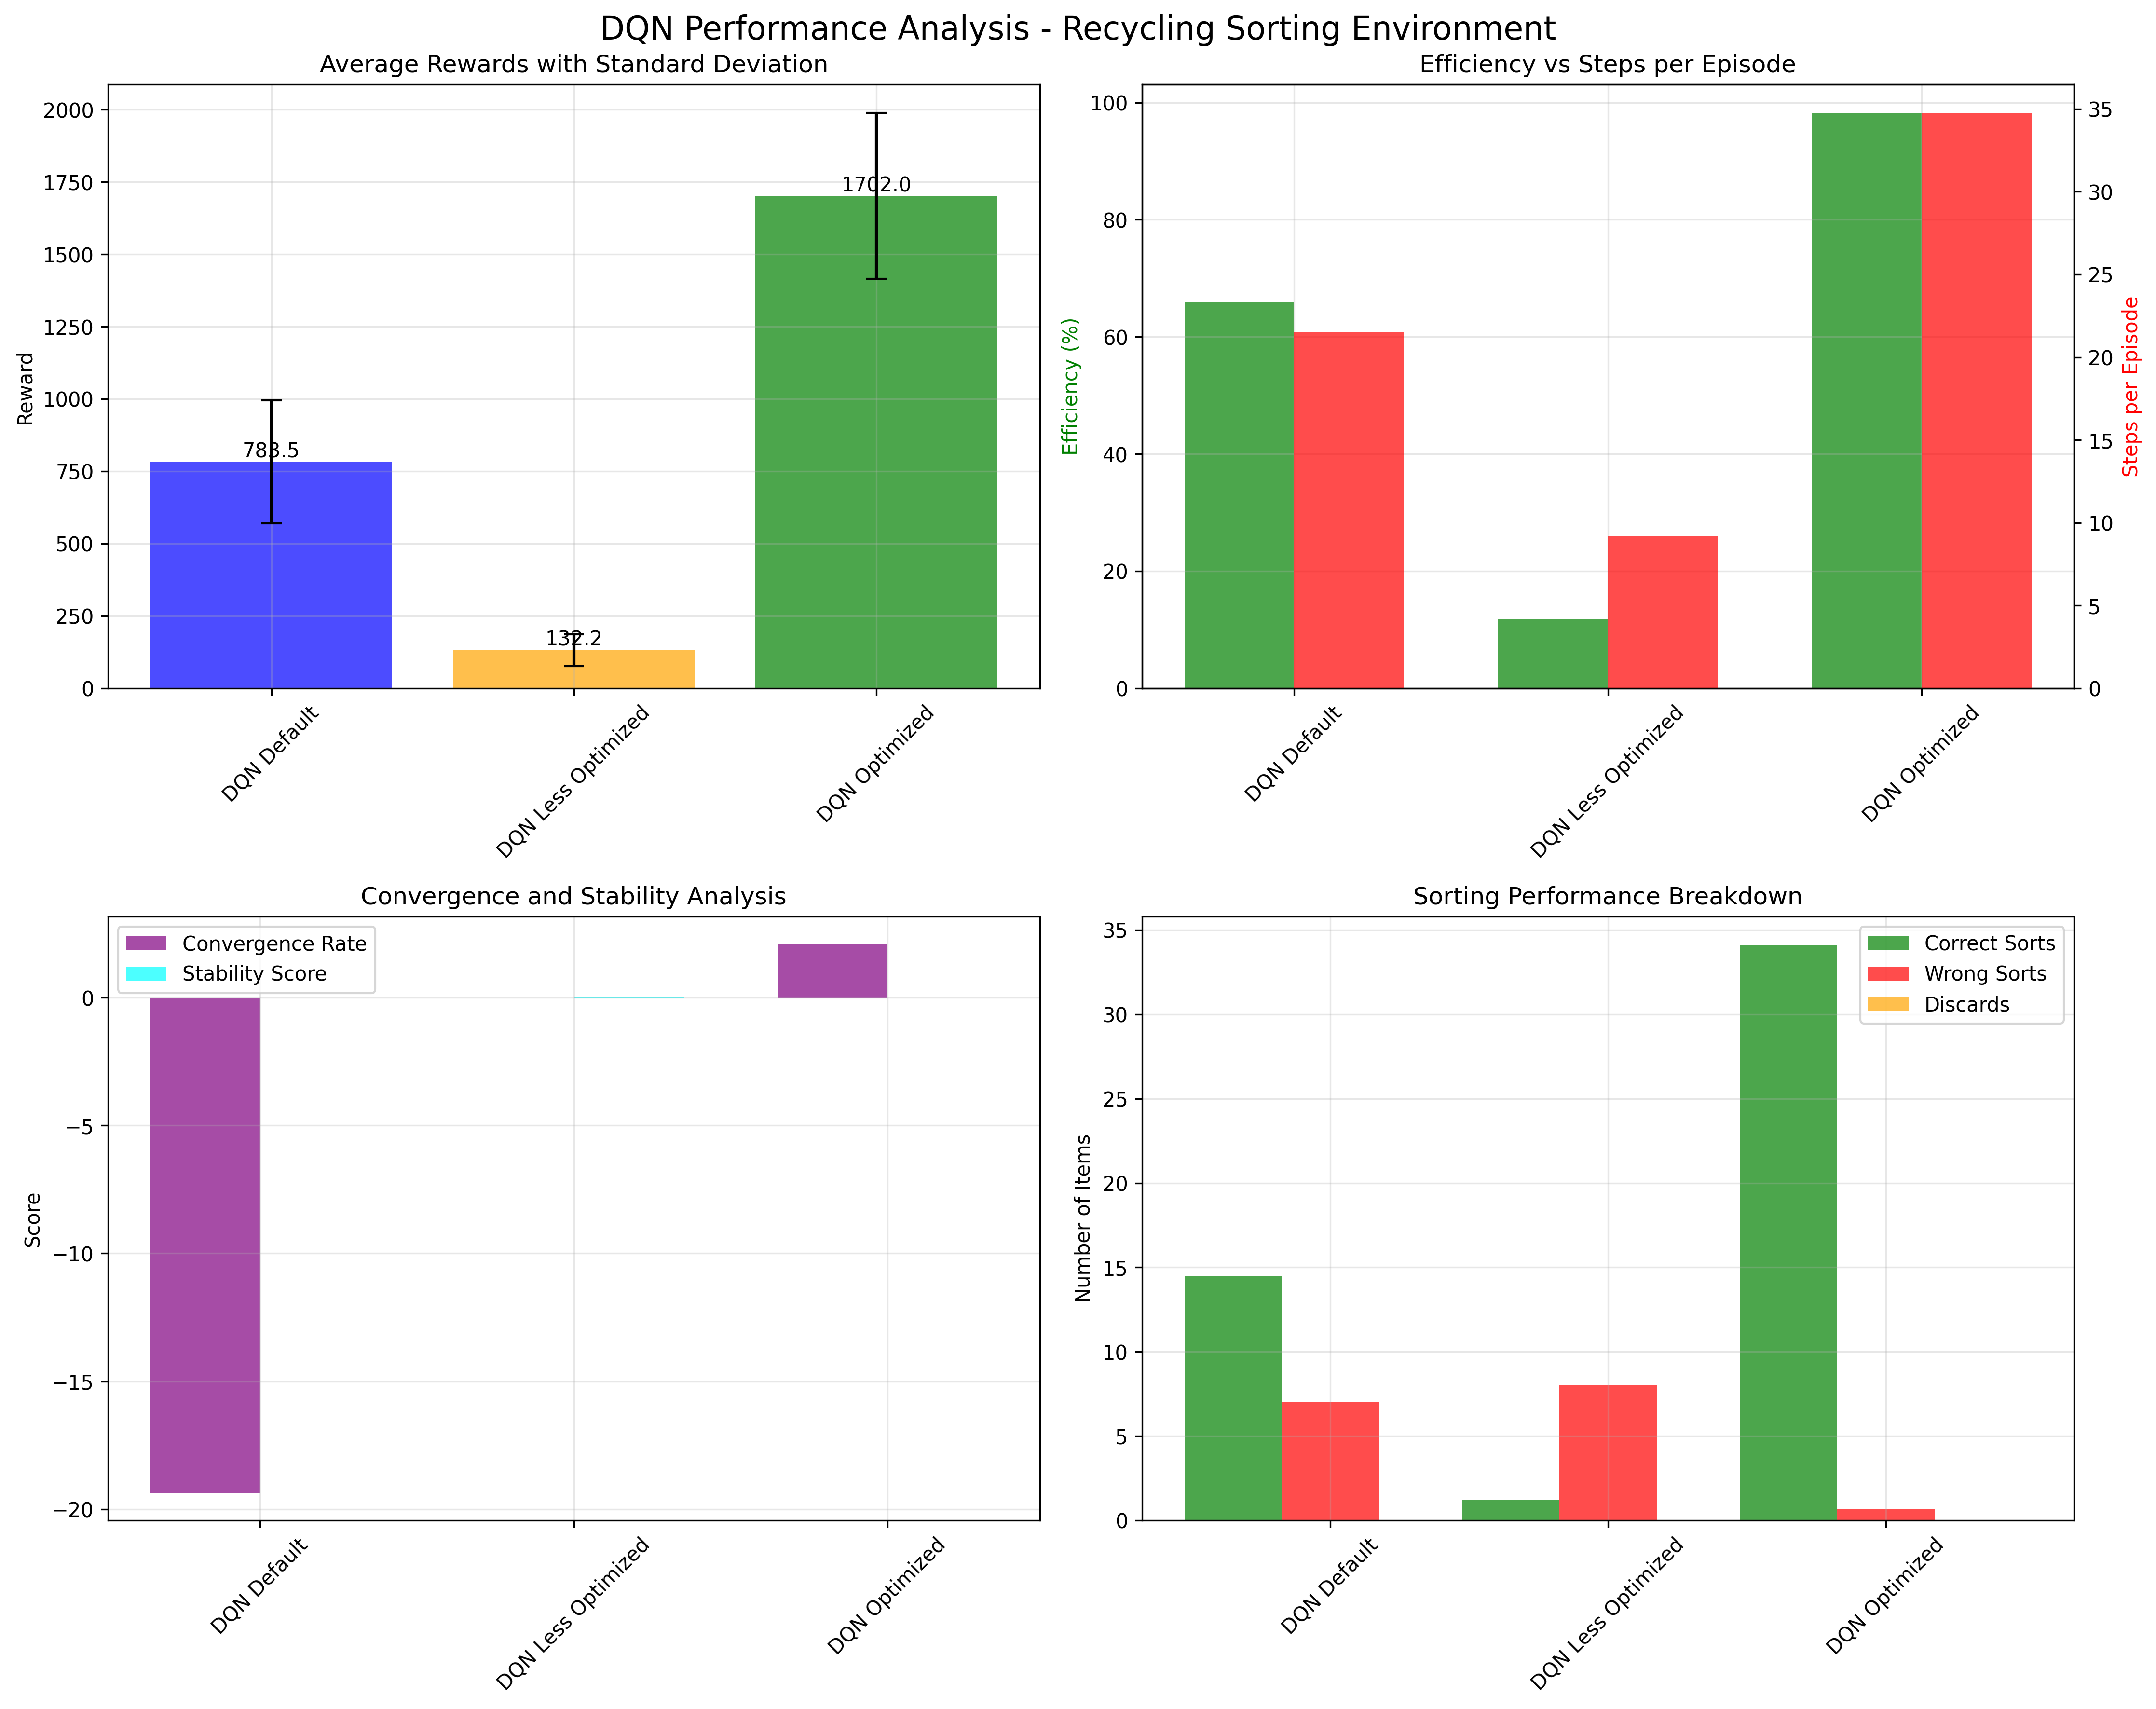 DQN Performance Analysis - Recycling Sorting Environment
Average Rewards with Standard Deviation
Reward
2000
1750
1500
1250
1000
750
500
250
0
783.5
132.2
1702.0
DQN Default
DQN Less Optimized
DQN Optimized
Efficiency vs Steps per Episode
Efficiency (%)
100
80
60
40
20
0
35
30
25
20
15
10
5
0
Steps per Episode
DQN Default
DQN Less Optimized
DQN Optimized
Convergence and Stability Analysis
Convergence Rate
Stability Score
Score
0
−5
−10
−15
−20
DQN Default
DQN Less Optimized
DQN Optimized
Sorting Performance Breakdown
Correct Sorts
Wrong Sorts
Discards
Number of Items
35
30
25
20
15
10
5
0
DQN Default
DQN Less Optimized
DQN Optimized